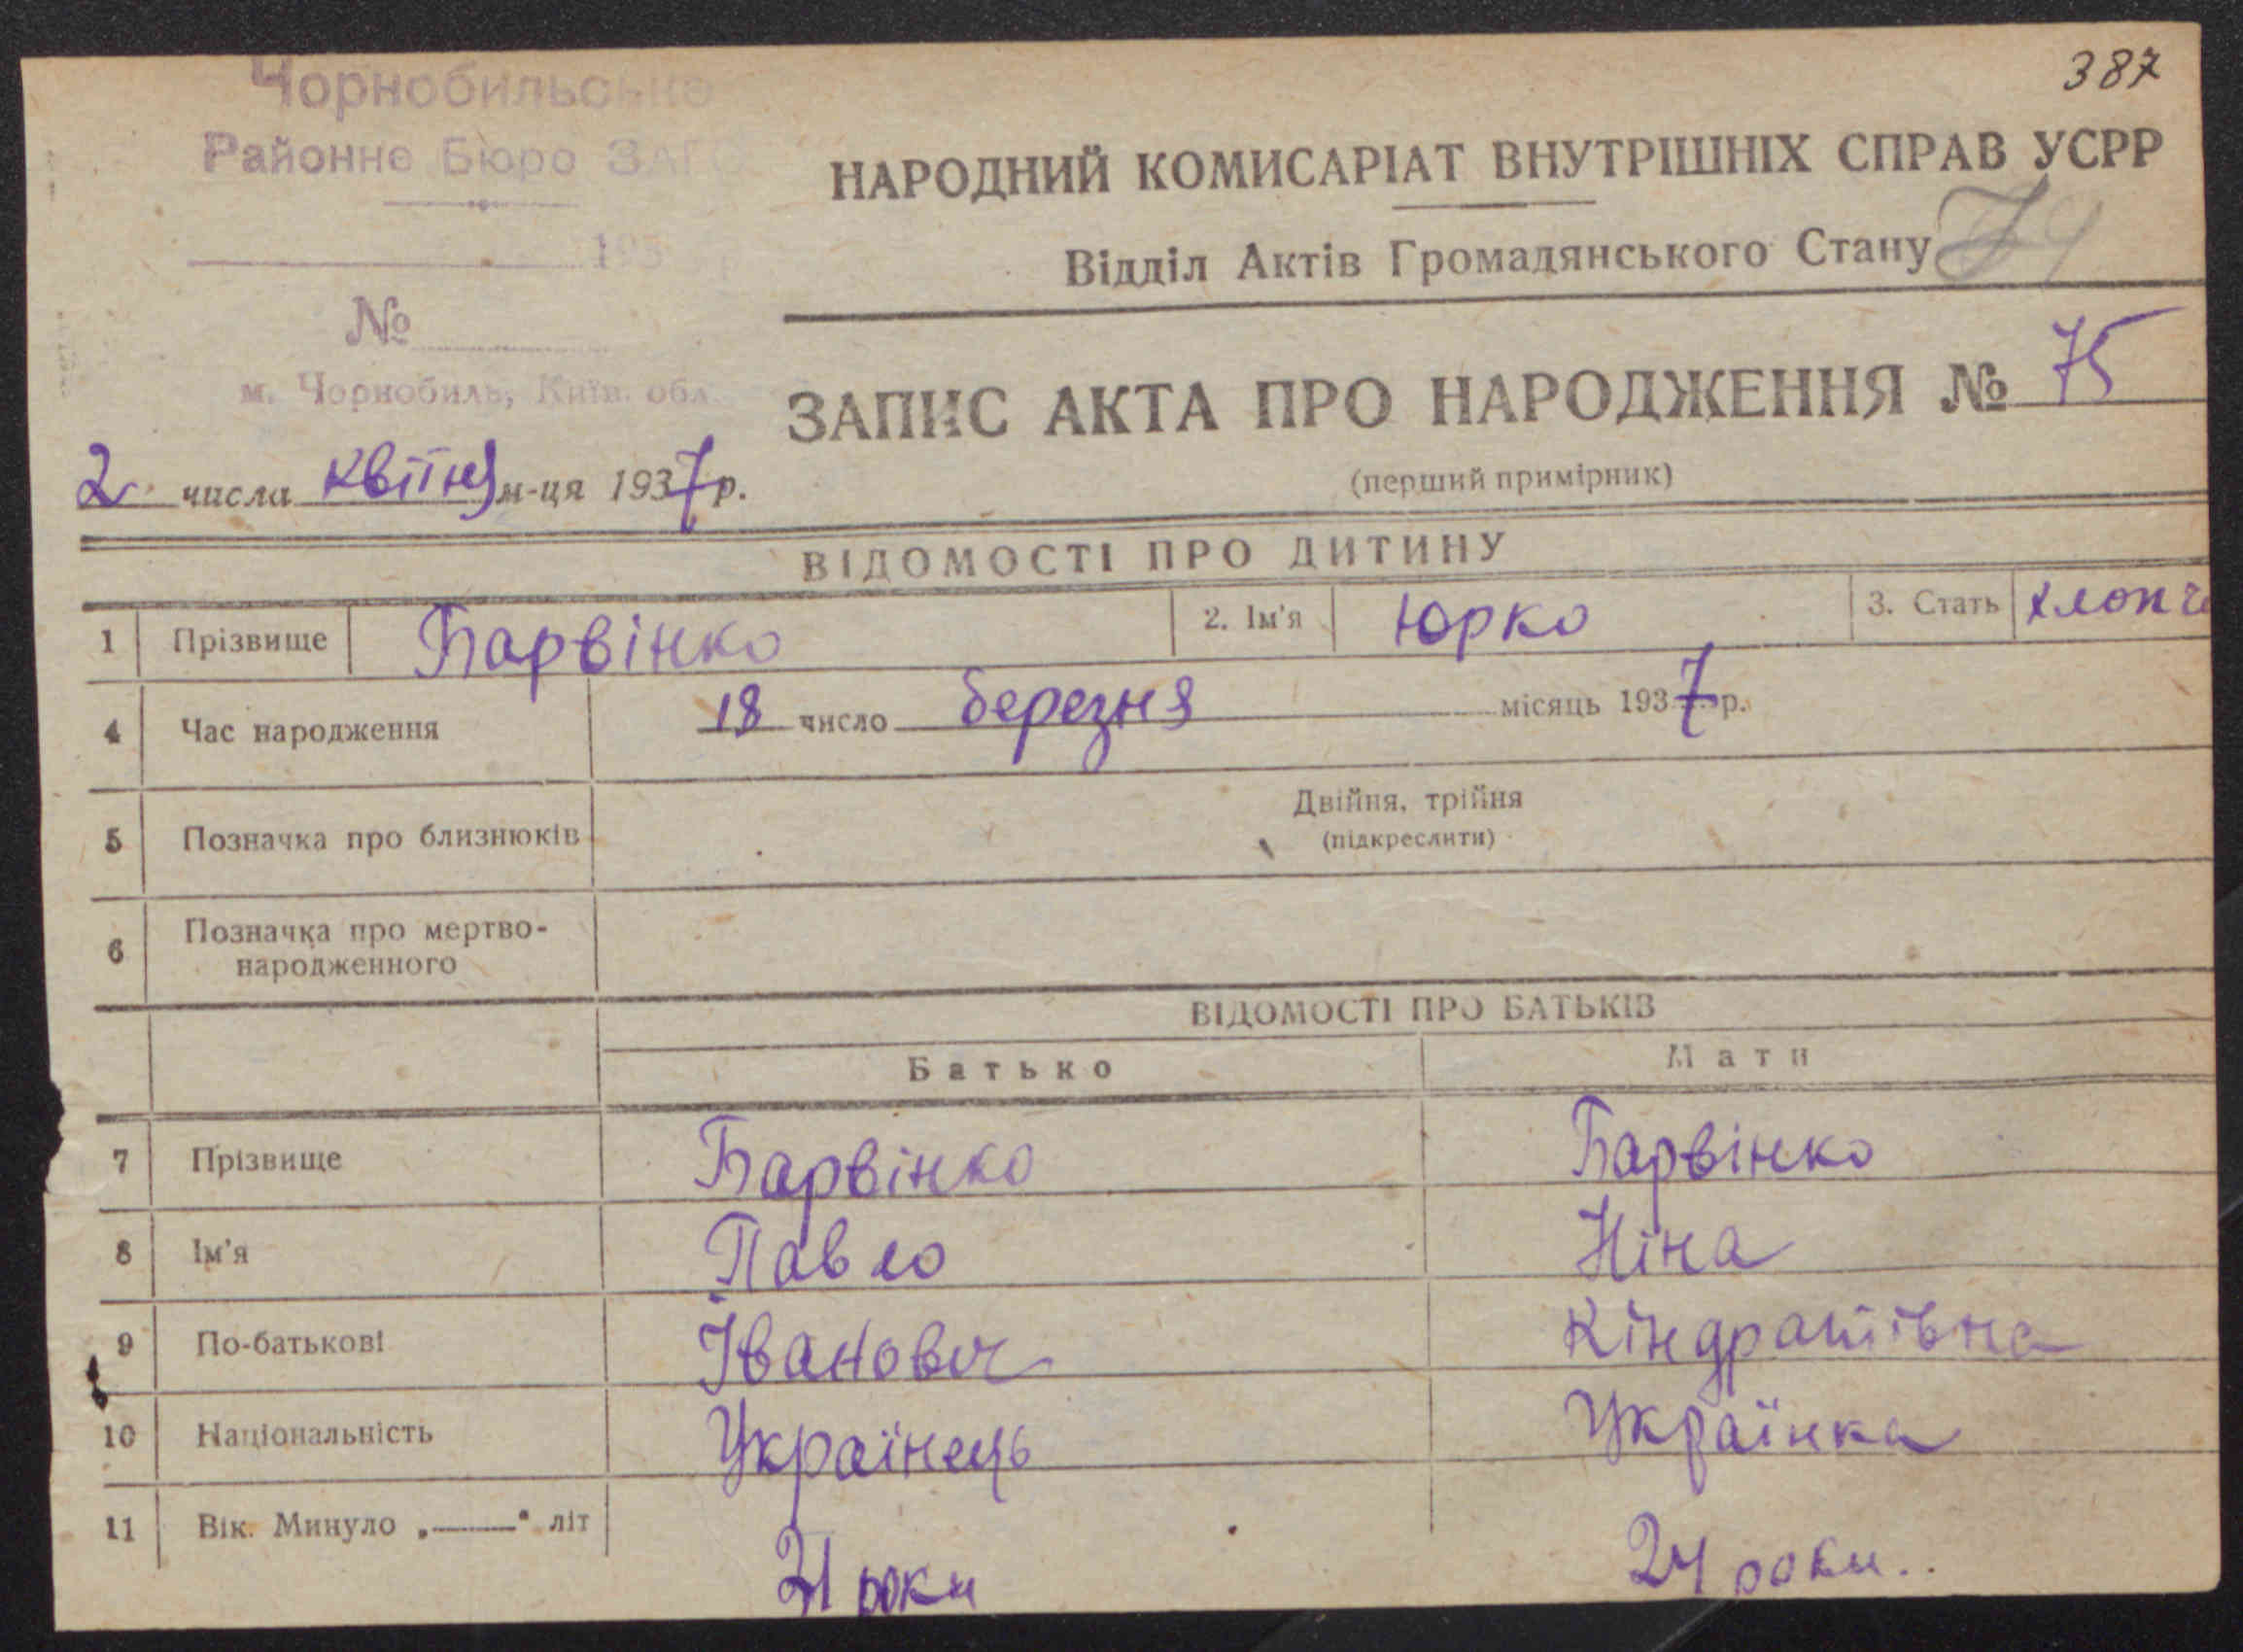 387
Чорнобильське
Районне Бюро ЗАГС
193
№
м. Чорнобиль, Київ. обл.
НАРОДНИЙ КОМИСАРІАТ ВНУТРІШНІХ СПРАВ УСРР
Відділ Актів Громадянського Стану 74
ЗАПИС АКТА ПРО НАРОДЖЕННЯ № 75
(перший примірник)
2 числа квітня м-ця 1937 р.
ВІДОМОСТІ ПРО ДИТИНУ
1 Прізвище Барвінко 2. Ім'я Юрко 3. Стать хлопч
4 Час народження 18 число березня місяць 1937 р.
5 Позначка про близнюків Двійня, трійня
(підкреслити)
6 Позначка про мертво-
народженного
ВІДОМОСТІ ПРО БАТЬКІВ
Батько Мати
7 Прізвище Барвінко Барвінко
8 Ім'я Павло Ніна
9 По-батькові Іванович Кіндратівна
10 Національність Українець Українка
11 Вік. Минуло „——" літ роки 24 роки..